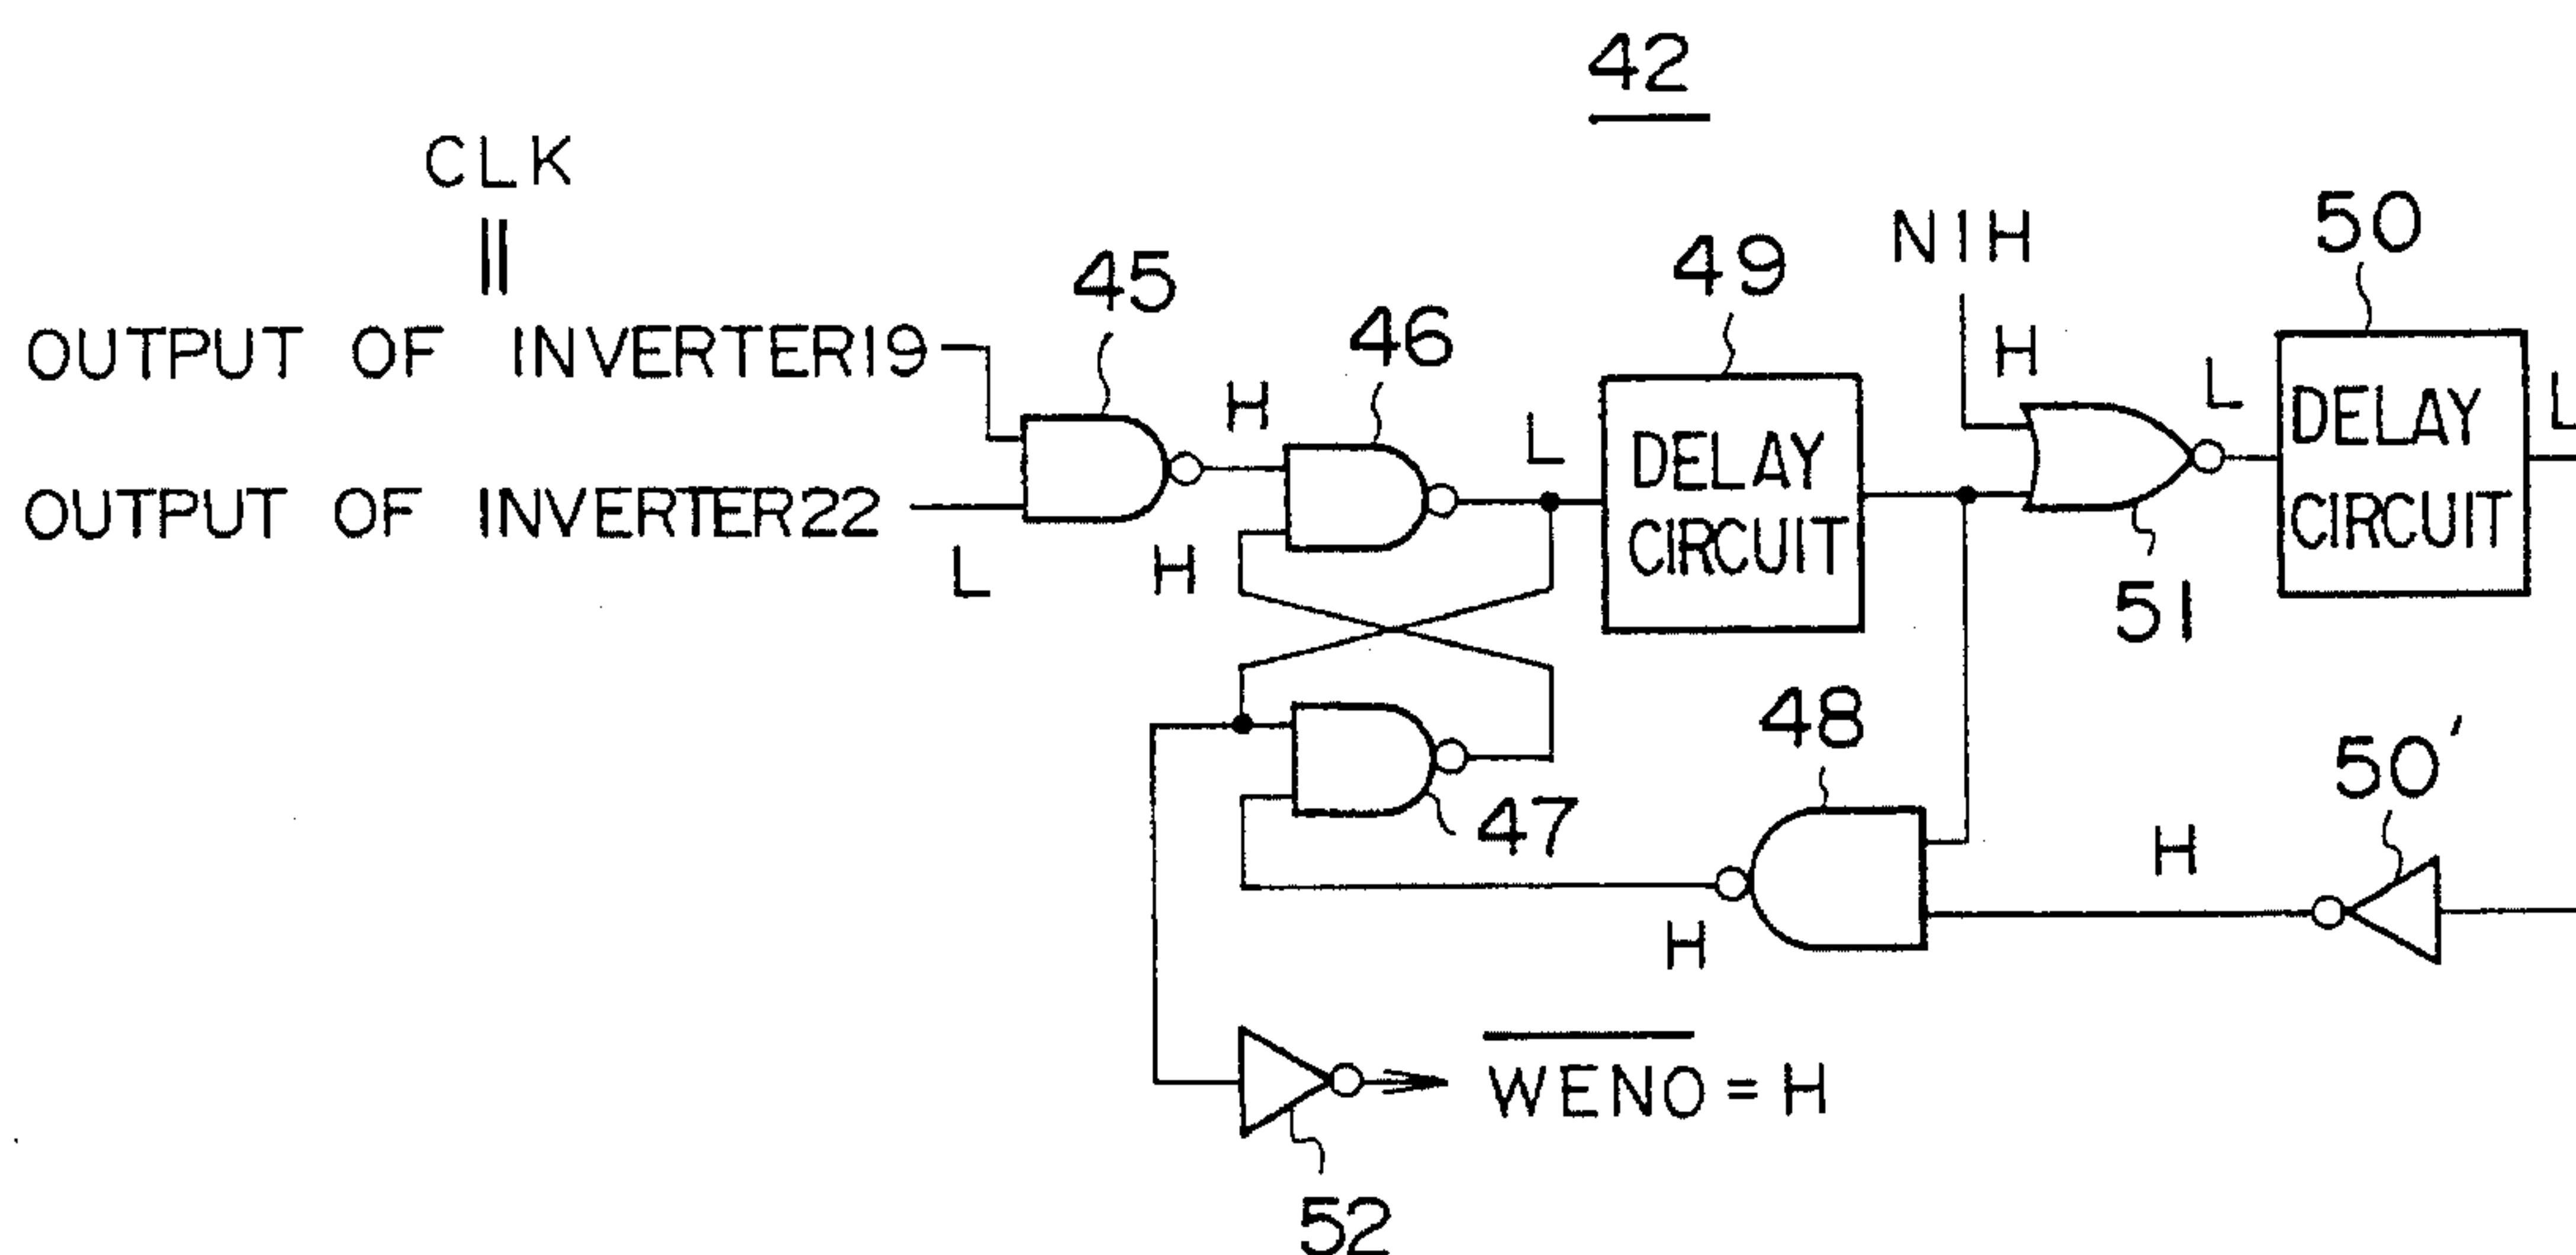 42
CLK
||
OUTPUT OF INVERTER19
OUTPUT OF INVERTER22
L
45
H
H
46
L
49
DELAY
CIRCUIT
NIH
H
L
50
DELAY
CIRCUIT
L
51
47
48
H
H
50'
52
WENO = H